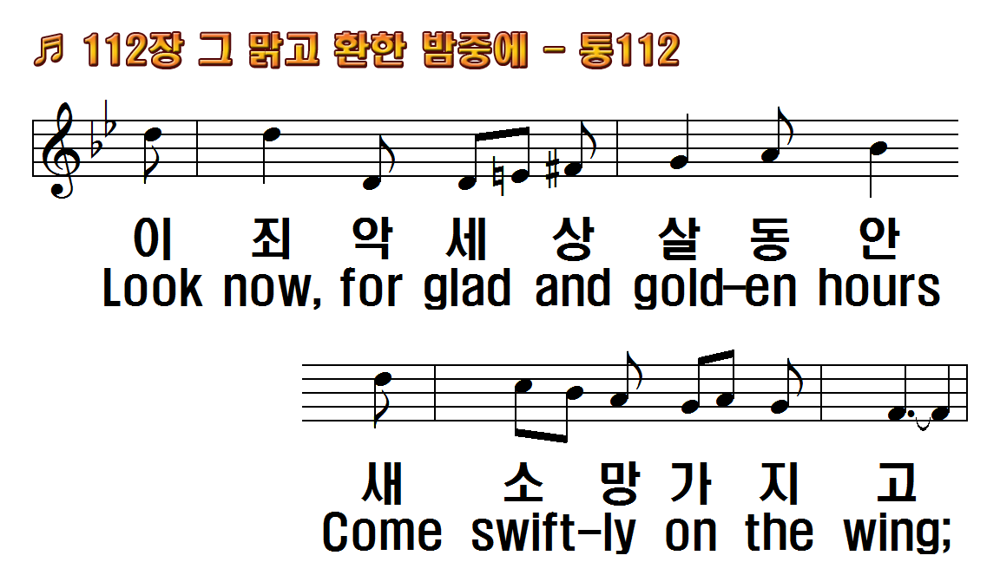 112장 그 맑고 환한 밤중에 - 통112
이 죄 악 세 상 살 동 안
Look now, for glad and gold-en hours
새 소 망 가 지 고
Come swift-ly on the wing;